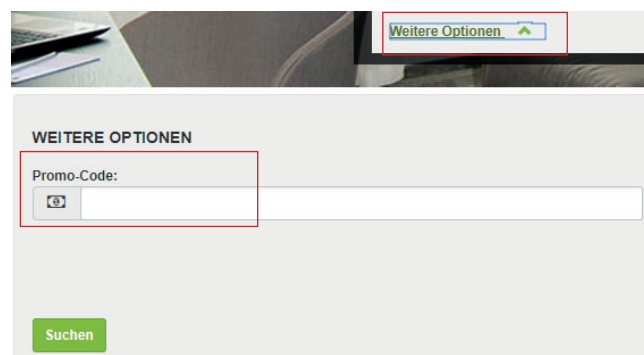 Weitere Optionen
WEITERE OPTIONEN
Promo-Code:
Suchen